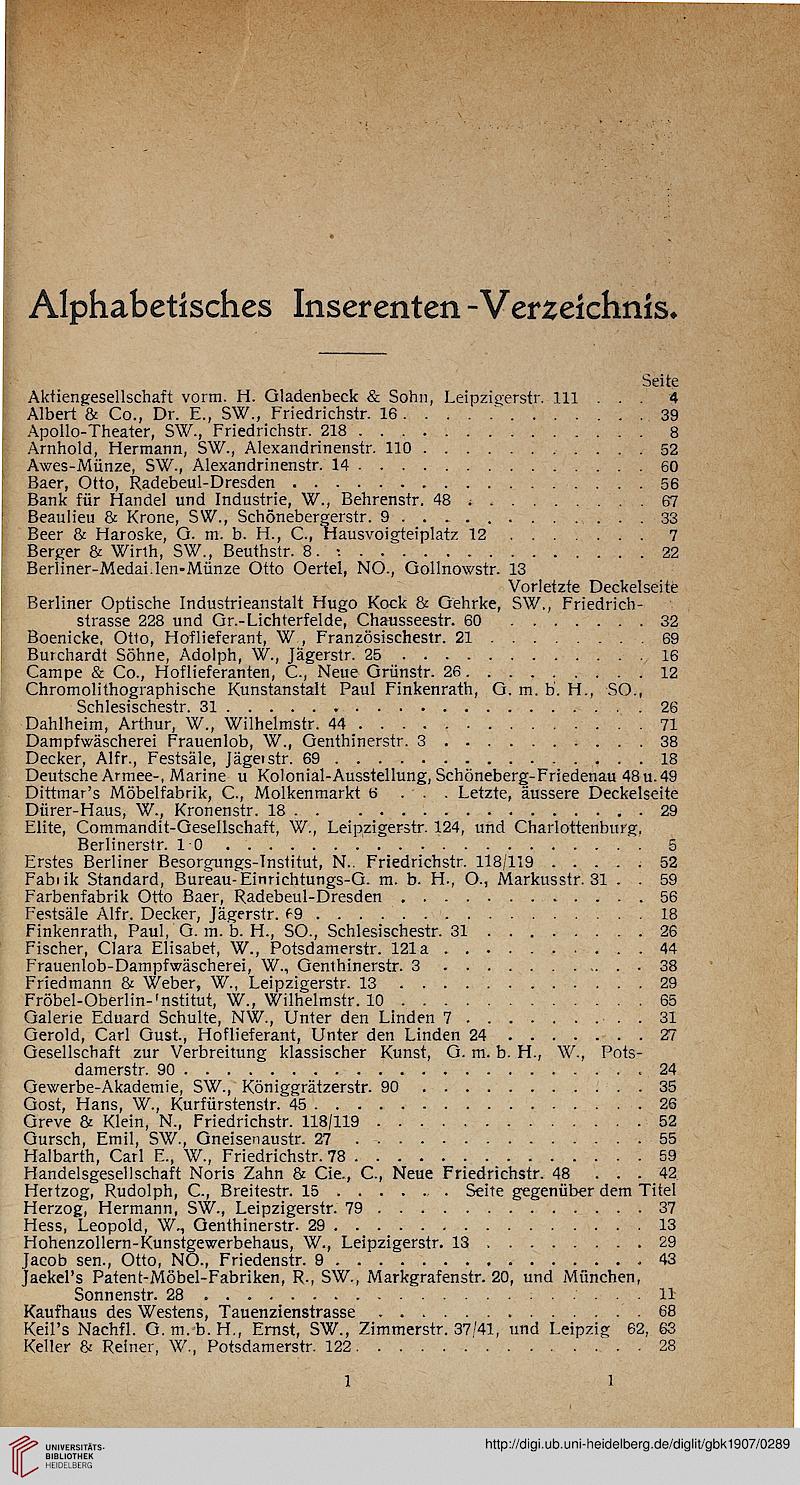 Alphabetisches Inserenten-Verzeichnis.
Seite
Aktiengesellschaft vorm. H. Gladenbeck & Sohn, Leipzigerstr. 111 . . . 4
Albert & Co., Dr. E., SW., Friedrichstr. 16 . . . . . . . . . . . . 39
Apollo-Theater, SW., Friedrichstr. 218 . . . . . . . . . . . . . . 8
Arnhold, Hermann, SW., Alexandrinenstr. 110 . . . . . . . . . . . 52
Awes-Münze, SW., Alexandrinenstr. 14 . . . . . . . . . . . . . . 60
Baer, Otto, Radebeul-Dresden . . . . . . . . . . . . . . . . . 56
Bank für Handel und Industrie, W., Behrenstr. 48 . . . . . . . . . 67
Beaulieu & Krone, SW., Schönebergerstr. 9 . . . . . . . . . . . . 33
Beer & Haroske, G. m. b. H., C., Hausvoigteiplatz 12 . . . . . . . 7
Berger & Wirth, SW., Beuthstr. 8 . . . . . . . . . . . . . . . . 22
Berliner-Medaillen-Münze Otto Oertel, NO., Gollnowstr. 13
Vorletzte Deckelseite
Berliner Optische Industrieanstalt Hugo Kock & Gehrke, SW., Friedrich-
strasse 228 und Gr.-Lichterfelde, Chausseestr. 60 . . . . . . . 32
Boenicke, Otto, Hoflieferant, W., Französischestr. 21 . . . . . . . . 69
Burchardt Söhne, Adolph, W., Jägerstr. 25 . . . . . . . . . . . . 16
Campe & Co., Hoflieferanten, C., Neue Grünstr. 26 . . . . . . . . . 12
Chromolithographische Kunstanstalt Paul Finkenrath, G. m. b. H., SO.,
Schlesischestr. 31 . . . . . . . . . . . . . . . . . . . . 26
Dahlheim, Arthur, W., Wilhelmstr. 44 . . . . . . . . . . . . . . 71
Dampfwäscherei Frauenlob, W., Genthinerstr. 3 . . . . . . . . . . 38
Decker, Alfr., Festsäle, Jägerstr. 69 . . . . . . . . . . . . . . . 18
Deutsche Armee-, Marine u Kolonial-Ausstellung, Schöneberg-Friedenau 48 u. 49
Dittmar's Möbelfabrik, C., Molkenmarkt 6 . . . Letzte, äussere Deckelseite
Dürer-Haus, W., Kronenstr. 18 . . . . . . . . . . . . . . . . . 29
Elite, Commandit-Gesellschaft, W., Leipzigerstr. 124, und Charlottenburg,
Berlinerstr. 1 0 . . . . . . . . . . . . . . . . . . . . 5
Erstes Berliner Besorgungs-Institut, N.. Friedrichstr. 118/119 . . . . . 52
Fabrik Standard, Bureau-Einrichtungs-G. m. b. H., O., Markusstr. 31 . . 59
Farbenfabrik Otto Baer, Radebeul-Dresden . . . . . . . . . . . . 56
Festsäle Alfr. Decker, Jägerstr. 69 . . . . . . . . . . . . . . . . 18
Finkenrath, Paul, G. m. b. H., SO., Schlesischestr. 31 . . . . . . . . 26
Fischer, Clara Elisabet, W., Potsdamerstr. 121a . . . . . . . . . . 44
Frauenlob-Dampfwäscherei, W., Genthinerstr. 3 . . . . . . . . . . 38
Friedmann & Weber, W., Leipzigerstr. 13 . . . . . . . . . . . . 29
Fröbel-Oberlin-Institut, W., Wilhelmstr. 10 . . . . . . . . . . . . 65
Galerie Eduard Schulte, NW., Unter den Linden 7 . . . . . . . . . 31
Gerold, Carl Gust., Hoflieferant, Unter den Linden 24 . . . . . . . 27
Gesellschaft zur Verbreitung klassischer Kunst, G. m. b. H., W., Pots-
damerstr. 90 . . . . . . . . . . . . . . . . . . . . . . 24
Gewerbe-Akademie, SW., Königgrätzerstr. 90 . . . . . . . . . . . 35
Gost, Hans, W., Kurfürstenstr. 45 . . . . . . . . . . . . . . . . 26
Greve & Klein, N., Friedrichstr. 118/119 . . . . . . . . . . . . . 52
Gursch, Emil, SW., Gneisenaustr. 27 . . . . . . . . . . . . . . 55
Halbarth, Carl E., W., Friedrichstr. 78 . . . . . . . . . . . . . . 59
Handelsgesellschaft Noris Zahn & Cie., C., Neue Friedrichstr. 48 . . . 42
Hertzog, Rudolph, C., Breitestr. 15 . . . . . . Seite gegenüber dem Titel
Herzog, Hermann, SW., Leipzigerstr. 79 . . . . . . . . . . . . . 37
Hess, Leopold, W., Genthinerstr. 29 . . . . . . . . . . . . . . . 13
Hohenzollern-Kunstgewerbehaus, W., Leipzigerstr. 13 . . . . . . . . 29
Jacob sen., Otto, NO., Friedenstr. 9 . . . . . . . . . . . . . . . 43
Jaekel's Patent-Möbel-Fabriken, R., SW., Markgrafenstr. 20, und München,
Sonnenstr. 28 . . . . . . . . . . . . . . . . . . . . . 11
Kaufhaus des Westens, Tauenzienstrasse . . . . . . . . . . . . . 68
Keil's Nachfl. G. m. b. H., Ernst, SW., Zimmerstr. 37/41, und Leipzig 62, 63
Keller & Reiner, W., Potsdamerstr. 122 . . . . . . . . . . . . . . 28
1 1
UNIVERSITÄTS-
BIBLIOTHEK
HEIDELBERG
http://digi.ub.uni-heidelberg.de/diglit/gbk1907/0289